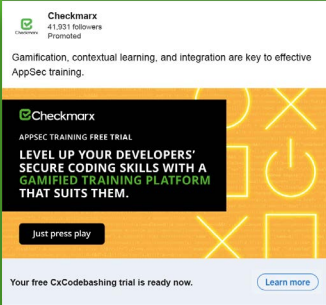 Checkmarx
41,931 followers
Promoted
Checkmarx
Gamification, contextual learning, and integration are key to effective
AppSec training.
Checkmarx
APPSEC TRAINING FREE TRIAL
LEVEL UP YOUR DEVELOPERS'
SECURE CODING SKILLS WITH A
GAMIFIED TRAINING PLATFORM
THAT SUITS THEM.
Just press play
Your free CxCodebashing trial is ready now.
Learn more